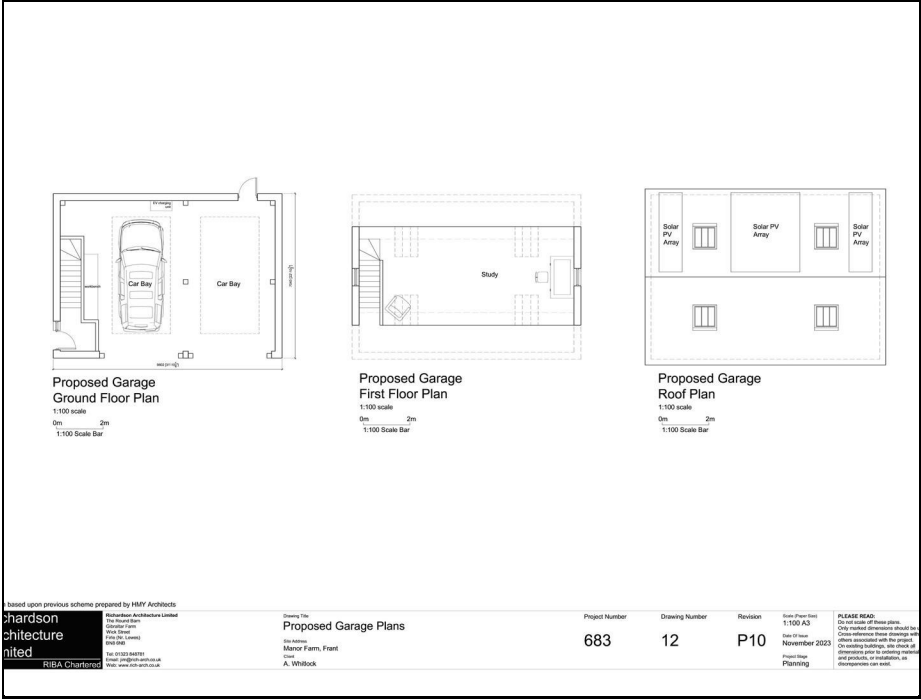 EV charging
unit
Car Bay
Car Bay
Proposed Garage
Ground Floor Plan
1:100 scale
0m 2m
1:100 Scale Bar
Study
Proposed Garage
First Floor Plan
1:100 scale
0m 2m
1:100 Scale Bar
Solar
PV
Array
Solar PV
Array
Solar
PV
Array
Proposed Garage
Roof Plan
1:100 scale
0m 2m
1:100 Scale Bar
based upon previous scheme prepared by HMY Architects
chardson
chitecture
nited
RIBA Chartered
Richardson Architecture Limited
The Round Barn
Gibraltar Farm
Wick Street
Firle (Nr. Lewes)
BN8 6NB
Tel: 01323 848781
Email: jm@rich-arch.co.uk
Web: www.rich-arch.co.uk
Drawing Title
Proposed Garage Plans
Site Address
Manor Farm, Frant
Client
A. Whitlock
Project Number
683
Drawing Number
12
Revision
P10
Scale (Paper Size)
1:100 A3
Date Of Issue
November 2023
Project Stage
Planning
PLEASE READ:
Do not scale off these plans.
Only marked dimensions should be
Cross-reference these drawings with
others associated with the project.
On existing buildings, site check all
dimensions prior to ordering material
and products, or installation, as
discrepancies can exist.